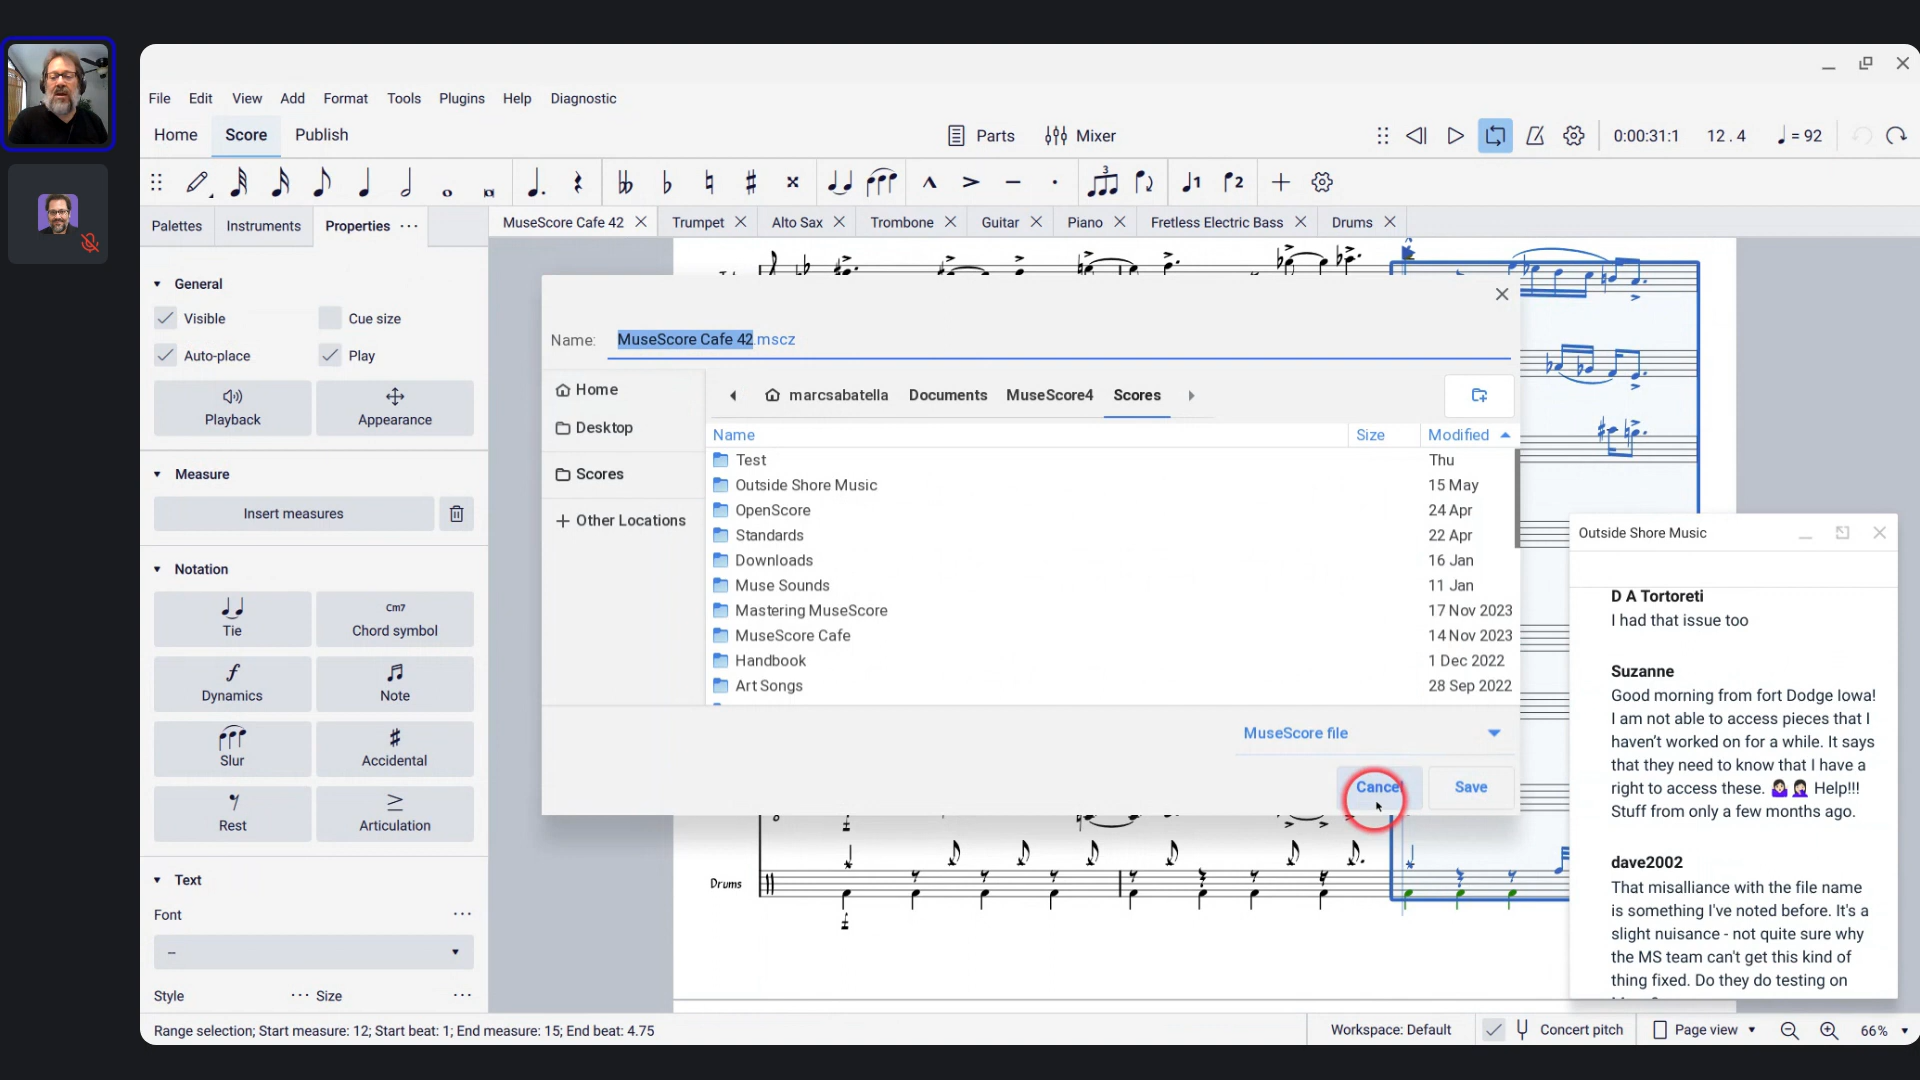 File Edit View Add Format Tools Plugins Help Diagnostic
Home Score Publish
Parts Mixer
0:00:31:1 12 . 4 = 92
3
1 2
Palettes Instruments Properties ···
MuseScore Cafe 42 Trumpet Alto Sax Trombone Guitar Piano Fretless Electric Bass Drums
General
Visible Cue size
Auto-place Play
Playback Appearance
Measure
Insert measures
Notation
Cm7
Tie Chord symbol
Dynamics Note
Slur Accidental
Rest Articulation
Text
Font ···
--
Style ··· Size ···
Name: MuseScore Cafe 42.mscz
Home
Desktop
Scores
Other Locations
marcsabatella Documents MuseScore4 Scores
Name Size Modified
Test Thu
Outside Shore Music 15 May
OpenScore 24 Apr
Standards 22 Apr
Downloads 16 Jan
Muse Sounds 11 Jan
Mastering MuseScore 17 Nov 2023
MuseScore Cafe 14 Nov 2023
Handbook 1 Dec 2022
Art Songs 28 Sep 2022
MuseScore file
Cancel Save
Drums
Outside Shore Music
D A Tortoreti
I had that issue too
Suzanne
Good morning from fort Dodge Iowa!
I am not able to access pieces that I
haven't worked on for a while. It says
that they need to know that I have a
right to access these. 🤷🏻‍♀️ 🤦🏻‍♀️ Help!!!
Stuff from only a few months ago.
dave2002
That misalliance with the file name
is something I've noted before. It's a
slight nuisance - not quite sure why
the MS team can't get this kind of
thing fixed. Do they do testing on
Range selection; Start measure: 12; Start beat: 1; End measure: 15; End beat: 4.75
Workspace: Default Concert pitch Page view 66%